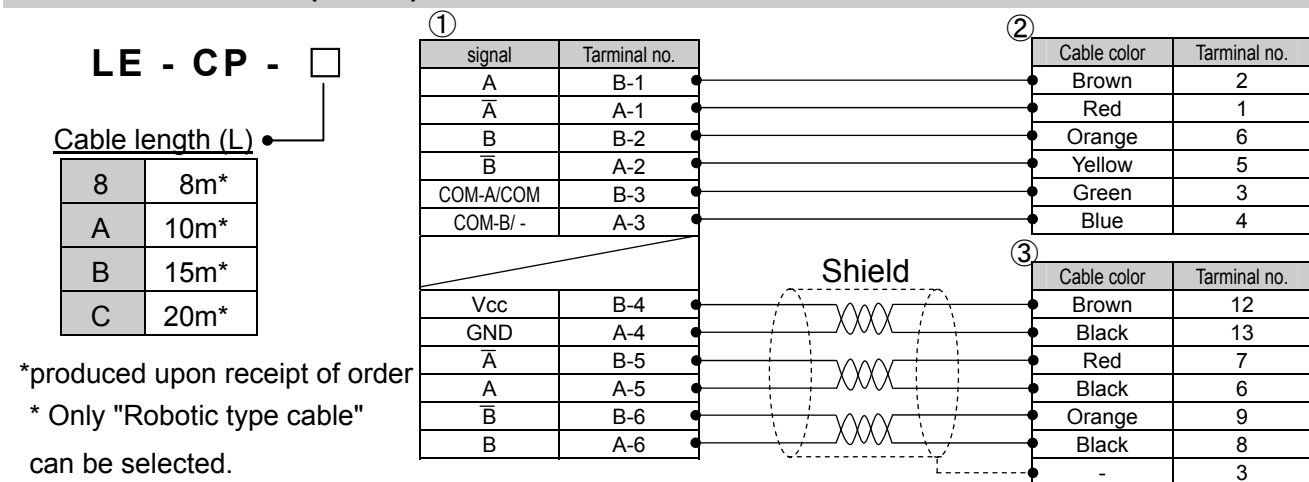 LE - CP - □
Cable length (L)
8 8m*
A 10m*
B 15m*
C 20m*
*produced upon receipt of order
* Only "Robotic type cable"
can be selected.
①
signal Tarminal no.
A B-1
A̅ A-1
B B-2
B̅ A-2
COM-A/COM B-3
COM-B/ - A-3
Vcc B-4
GND A-4
A̅ B-5
A A-5
B̅ B-6
B A-6
Shield
②
Cable color Tarminal no.
Brown 2
Red 1
Orange 6
Yellow 5
Green 3
Blue 4
③
Cable color Tarminal no.
Brown 12
Black 13
Red 7
Black 6
Orange 9
Black 8
- 3